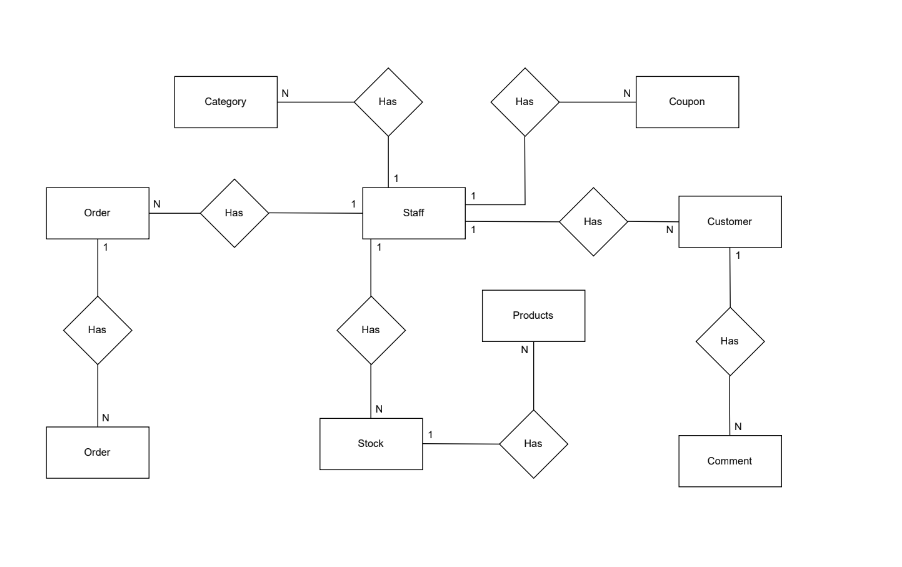 N
N
Category
Has
Has
Coupon
1
1
N
1
Order
Has
Staff
Has
Customer
1
N
1
1
1
Products
Has
Has
Has
N
N
N
1
N
Order
Stock
Has
Comment